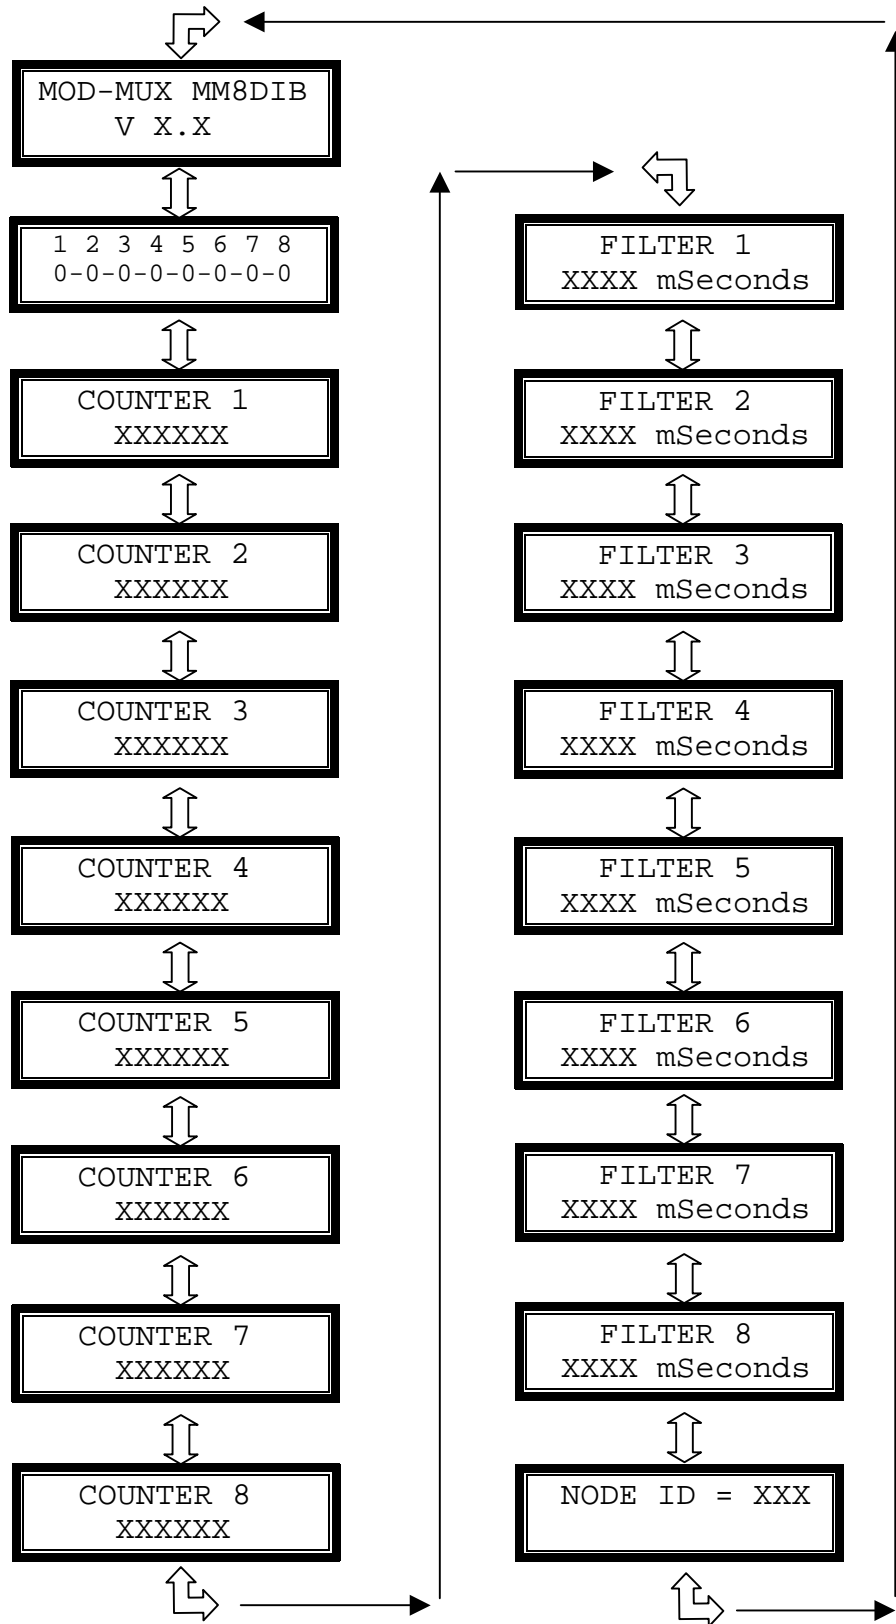 MOD-MUX MM8DIB
V X.X
1 2 3 4 5 6 7 8
0-0-0-0-0-0-0-0
COUNTER 1
XXXXXX
COUNTER 2
XXXXXX
COUNTER 3
XXXXXX
COUNTER 4
XXXXXX
COUNTER 5
XXXXXX
COUNTER 6
XXXXXX
COUNTER 7
XXXXXX
COUNTER 8
XXXXXX
FILTER 1
XXXX mSeconds
FILTER 2
XXXX mSeconds
FILTER 3
XXXX mSeconds
FILTER 4
XXXX mSeconds
FILTER 5
XXXX mSeconds
FILTER 6
XXXX mSeconds
FILTER 7
XXXX mSeconds
FILTER 8
XXXX mSeconds
NODE ID = XXX